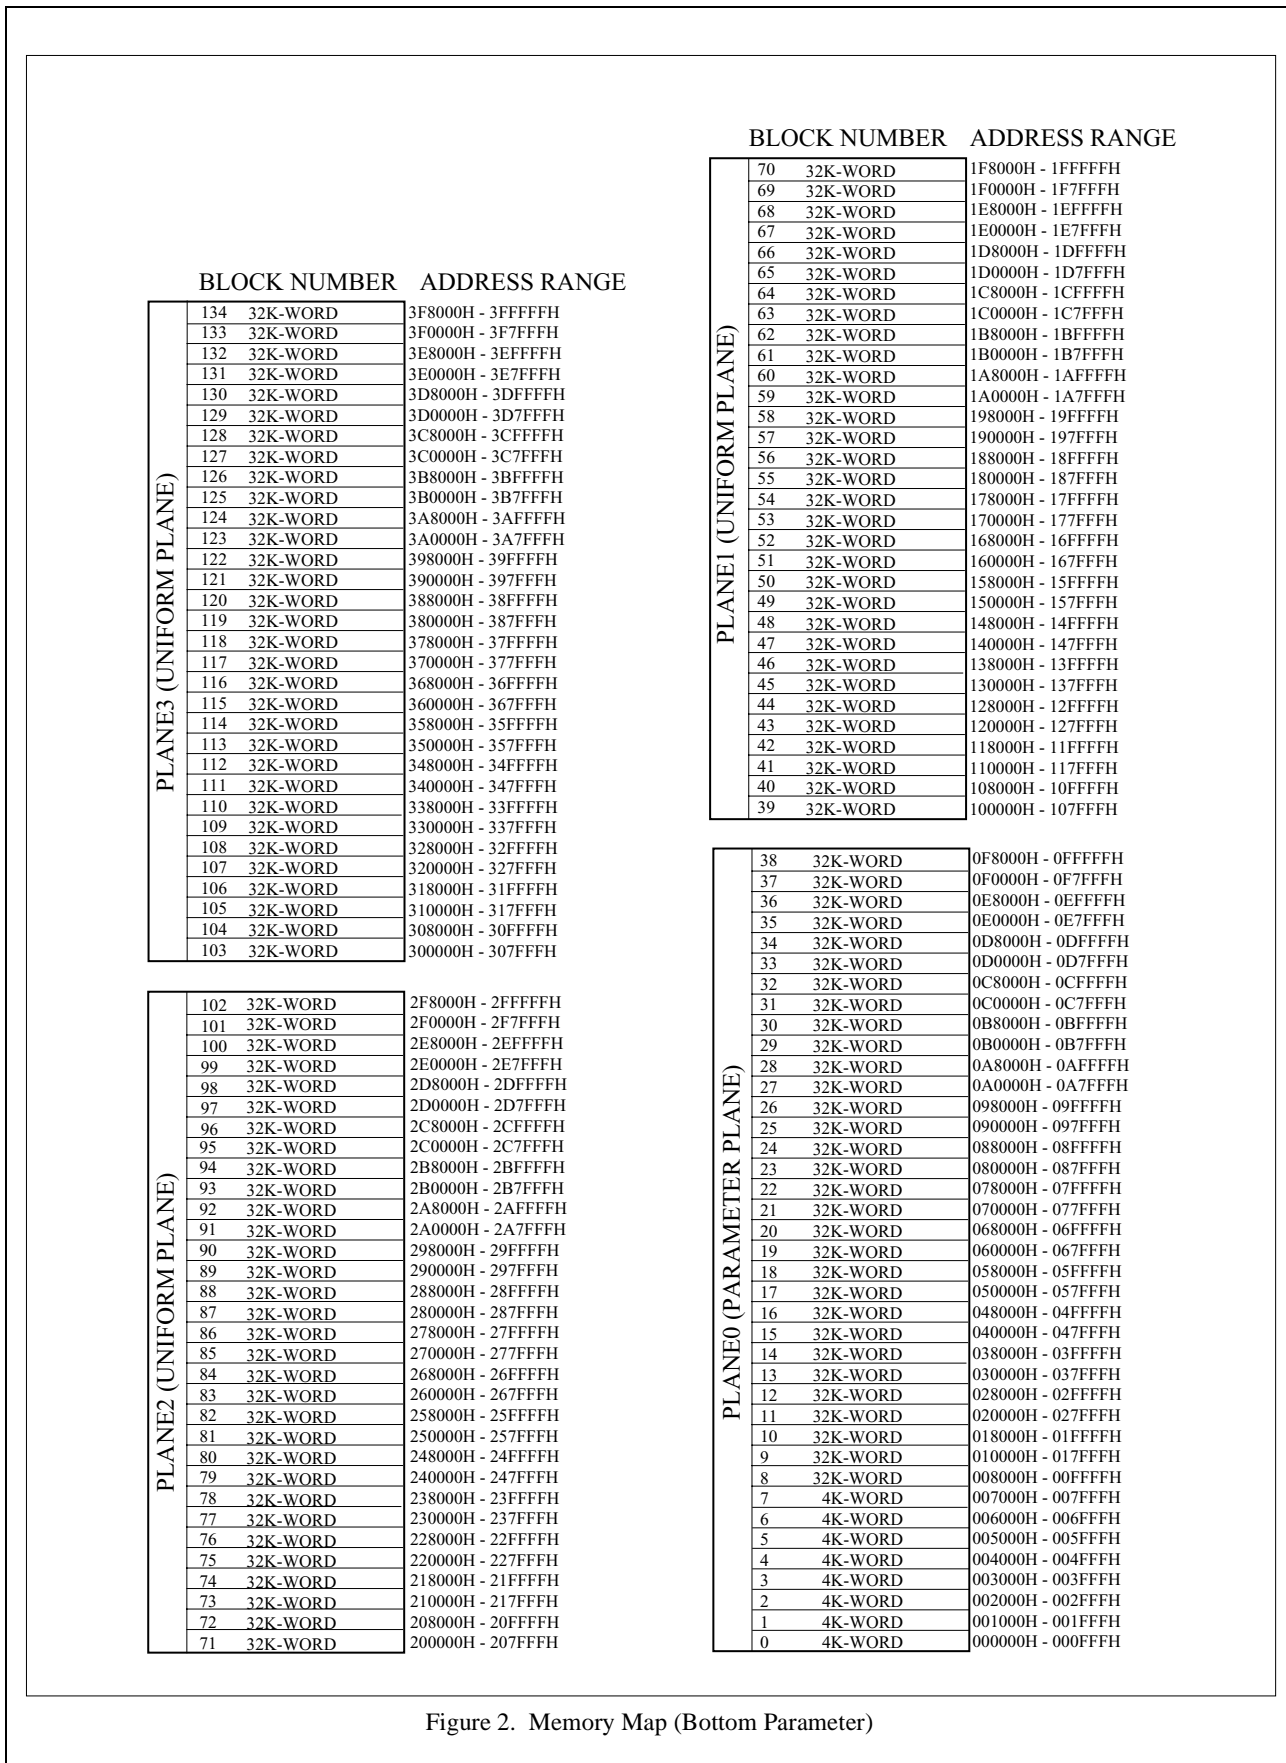 BLOCK NUMBER ADDRESS RANGE
PLANE3 (UNIFORM PLANE)
134 32K-WORD 3F8000H - 3FFFFFH
133 32K-WORD 3F0000H - 3F7FFFH
132 32K-WORD 3E8000H - 3EFFFFH
131 32K-WORD 3E0000H - 3E7FFFH
130 32K-WORD 3D8000H - 3DFFFFH
129 32K-WORD 3D0000H - 3D7FFFH
128 32K-WORD 3C8000H - 3CFFFFH
127 32K-WORD 3C0000H - 3C7FFFH
126 32K-WORD 3B8000H - 3BFFFFH
125 32K-WORD 3B0000H - 3B7FFFH
124 32K-WORD 3A8000H - 3AFFFFH
123 32K-WORD 3A0000H - 3A7FFFH
122 32K-WORD 398000H - 39FFFFH
121 32K-WORD 390000H - 397FFFH
120 32K-WORD 388000H - 38FFFFH
119 32K-WORD 380000H - 387FFFH
118 32K-WORD 378000H - 37FFFFH
117 32K-WORD 370000H - 377FFFH
116 32K-WORD 368000H - 36FFFFH
115 32K-WORD 360000H - 367FFFH
114 32K-WORD 358000H - 35FFFFH
113 32K-WORD 350000H - 357FFFH
112 32K-WORD 348000H - 34FFFFH
111 32K-WORD 340000H - 347FFFH
110 32K-WORD 338000H - 33FFFFH
109 32K-WORD 330000H - 337FFFH
108 32K-WORD 328000H - 32FFFFH
107 32K-WORD 320000H - 327FFFH
106 32K-WORD 318000H - 31FFFFH
105 32K-WORD 310000H - 317FFFH
104 32K-WORD 308000H - 30FFFFH
103 32K-WORD 300000H - 307FFFH
PLANE2 (UNIFORM PLANE)
102 32K-WORD 2F8000H - 2FFFFFH
101 32K-WORD 2F0000H - 2F7FFFH
100 32K-WORD 2E8000H - 2EFFFFH
99 32K-WORD 2E0000H - 2E7FFFH
98 32K-WORD 2D8000H - 2DFFFFH
97 32K-WORD 2D0000H - 2D7FFFH
96 32K-WORD 2C8000H - 2CFFFFH
95 32K-WORD 2C0000H - 2C7FFFH
94 32K-WORD 2B8000H - 2BFFFFH
93 32K-WORD 2B0000H - 2B7FFFH
92 32K-WORD 2A8000H - 2AFFFFH
91 32K-WORD 2A0000H - 2A7FFFH
90 32K-WORD 298000H - 29FFFFH
89 32K-WORD 290000H - 297FFFH
88 32K-WORD 288000H - 28FFFFH
87 32K-WORD 280000H - 287FFFH
86 32K-WORD 278000H - 27FFFFH
85 32K-WORD 270000H - 277FFFH
84 32K-WORD 268000H - 26FFFFH
83 32K-WORD 260000H - 267FFFH
82 32K-WORD 258000H - 25FFFFH
81 32K-WORD 250000H - 257FFFH
80 32K-WORD 248000H - 24FFFFH
79 32K-WORD 240000H - 247FFFH
78 32K-WORD 238000H - 23FFFFH
77 32K-WORD 230000H - 237FFFH
76 32K-WORD 228000H - 22FFFFH
75 32K-WORD 220000H - 227FFFH
74 32K-WORD 218000H - 21FFFFH
73 32K-WORD 210000H - 217FFFH
72 32K-WORD 208000H - 20FFFFH
71 32K-WORD 200000H - 207FFFH
BLOCK NUMBER ADDRESS RANGE
PLANE1 (UNIFORM PLANE)
70 32K-WORD 1F8000H - 1FFFFFH
69 32K-WORD 1F0000H - 1F7FFFH
68 32K-WORD 1E8000H - 1EFFFFH
67 32K-WORD 1E0000H - 1E7FFFH
66 32K-WORD 1D8000H - 1DFFFFH
65 32K-WORD 1D0000H - 1D7FFFH
64 32K-WORD 1C8000H - 1CFFFFH
63 32K-WORD 1C0000H - 1C7FFFH
62 32K-WORD 1B8000H - 1BFFFFH
61 32K-WORD 1B0000H - 1B7FFFH
60 32K-WORD 1A8000H - 1AFFFFH
59 32K-WORD 1A0000H - 1A7FFFH
58 32K-WORD 198000H - 19FFFFH
57 32K-WORD 190000H - 197FFFH
56 32K-WORD 188000H - 18FFFFH
55 32K-WORD 180000H - 187FFFH
54 32K-WORD 178000H - 17FFFFH
53 32K-WORD 170000H - 177FFFH
52 32K-WORD 168000H - 16FFFFH
51 32K-WORD 160000H - 167FFFH
50 32K-WORD 158000H - 15FFFFH
49 32K-WORD 150000H - 157FFFH
48 32K-WORD 148000H - 14FFFFH
47 32K-WORD 140000H - 147FFFH
46 32K-WORD 138000H - 13FFFFH
45 32K-WORD 130000H - 137FFFH
44 32K-WORD 128000H - 12FFFFH
43 32K-WORD 120000H - 127FFFH
42 32K-WORD 118000H - 11FFFFH
41 32K-WORD 110000H - 117FFFH
40 32K-WORD 108000H - 10FFFFH
39 32K-WORD 100000H - 107FFFH
PLANE0 (PARAMETER PLANE)
38 32K-WORD 0F8000H - 0FFFFFH
37 32K-WORD 0F0000H - 0F7FFFH
36 32K-WORD 0E8000H - 0EFFFFH
35 32K-WORD 0E0000H - 0E7FFFH
34 32K-WORD 0D8000H - 0DFFFFH
33 32K-WORD 0D0000H - 0D7FFFH
32 32K-WORD 0C8000H - 0CFFFFH
31 32K-WORD 0C0000H - 0C7FFFH
30 32K-WORD 0B8000H - 0BFFFFH
29 32K-WORD 0B0000H - 0B7FFFH
28 32K-WORD 0A8000H - 0AFFFFH
27 32K-WORD 0A0000H - 0A7FFFH
26 32K-WORD 098000H - 09FFFFH
25 32K-WORD 090000H - 097FFFH
24 32K-WORD 088000H - 08FFFFH
23 32K-WORD 080000H - 087FFFH
22 32K-WORD 078000H - 07FFFFH
21 32K-WORD 070000H - 077FFFH
20 32K-WORD 068000H - 06FFFFH
19 32K-WORD 060000H - 067FFFH
18 32K-WORD 058000H - 05FFFFH
17 32K-WORD 050000H - 057FFFH
16 32K-WORD 048000H - 04FFFFH
15 32K-WORD 040000H - 047FFFH
14 32K-WORD 038000H - 03FFFFH
13 32K-WORD 030000H - 037FFFH
12 32K-WORD 028000H - 02FFFFH
11 32K-WORD 020000H - 027FFFH
10 32K-WORD 018000H - 01FFFFH
9 32K-WORD 010000H - 017FFFH
8 32K-WORD 008000H - 00FFFFH
7 4K-WORD 007000H - 007FFFH
6 4K-WORD 006000H - 006FFFH
5 4K-WORD 005000H - 005FFFH
4 4K-WORD 004000H - 004FFFH
3 4K-WORD 003000H - 003FFFH
2 4K-WORD 002000H - 002FFFH
1 4K-WORD 001000H - 001FFFH
0 4K-WORD 000000H - 000FFFH
Figure 2. Memory Map (Bottom Parameter)